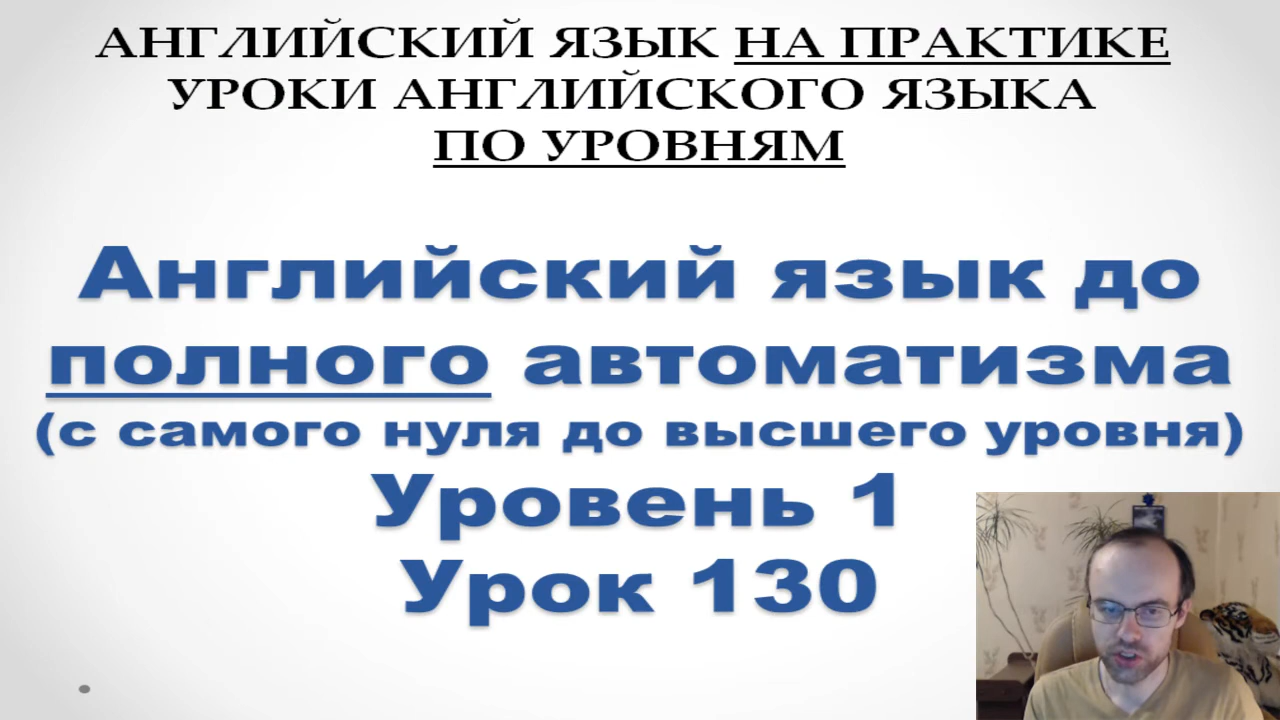 АНГЛИЙСКИЙ ЯЗЫК НА ПРАКТИКЕ
УРОКИ АНГЛИЙСКОГО ЯЗЫКА
ПО УРОВНЯМ
Английский язык до
полного автоматизма
(с самого нуля до высшего уровня)
Уровень 1
Урок 130